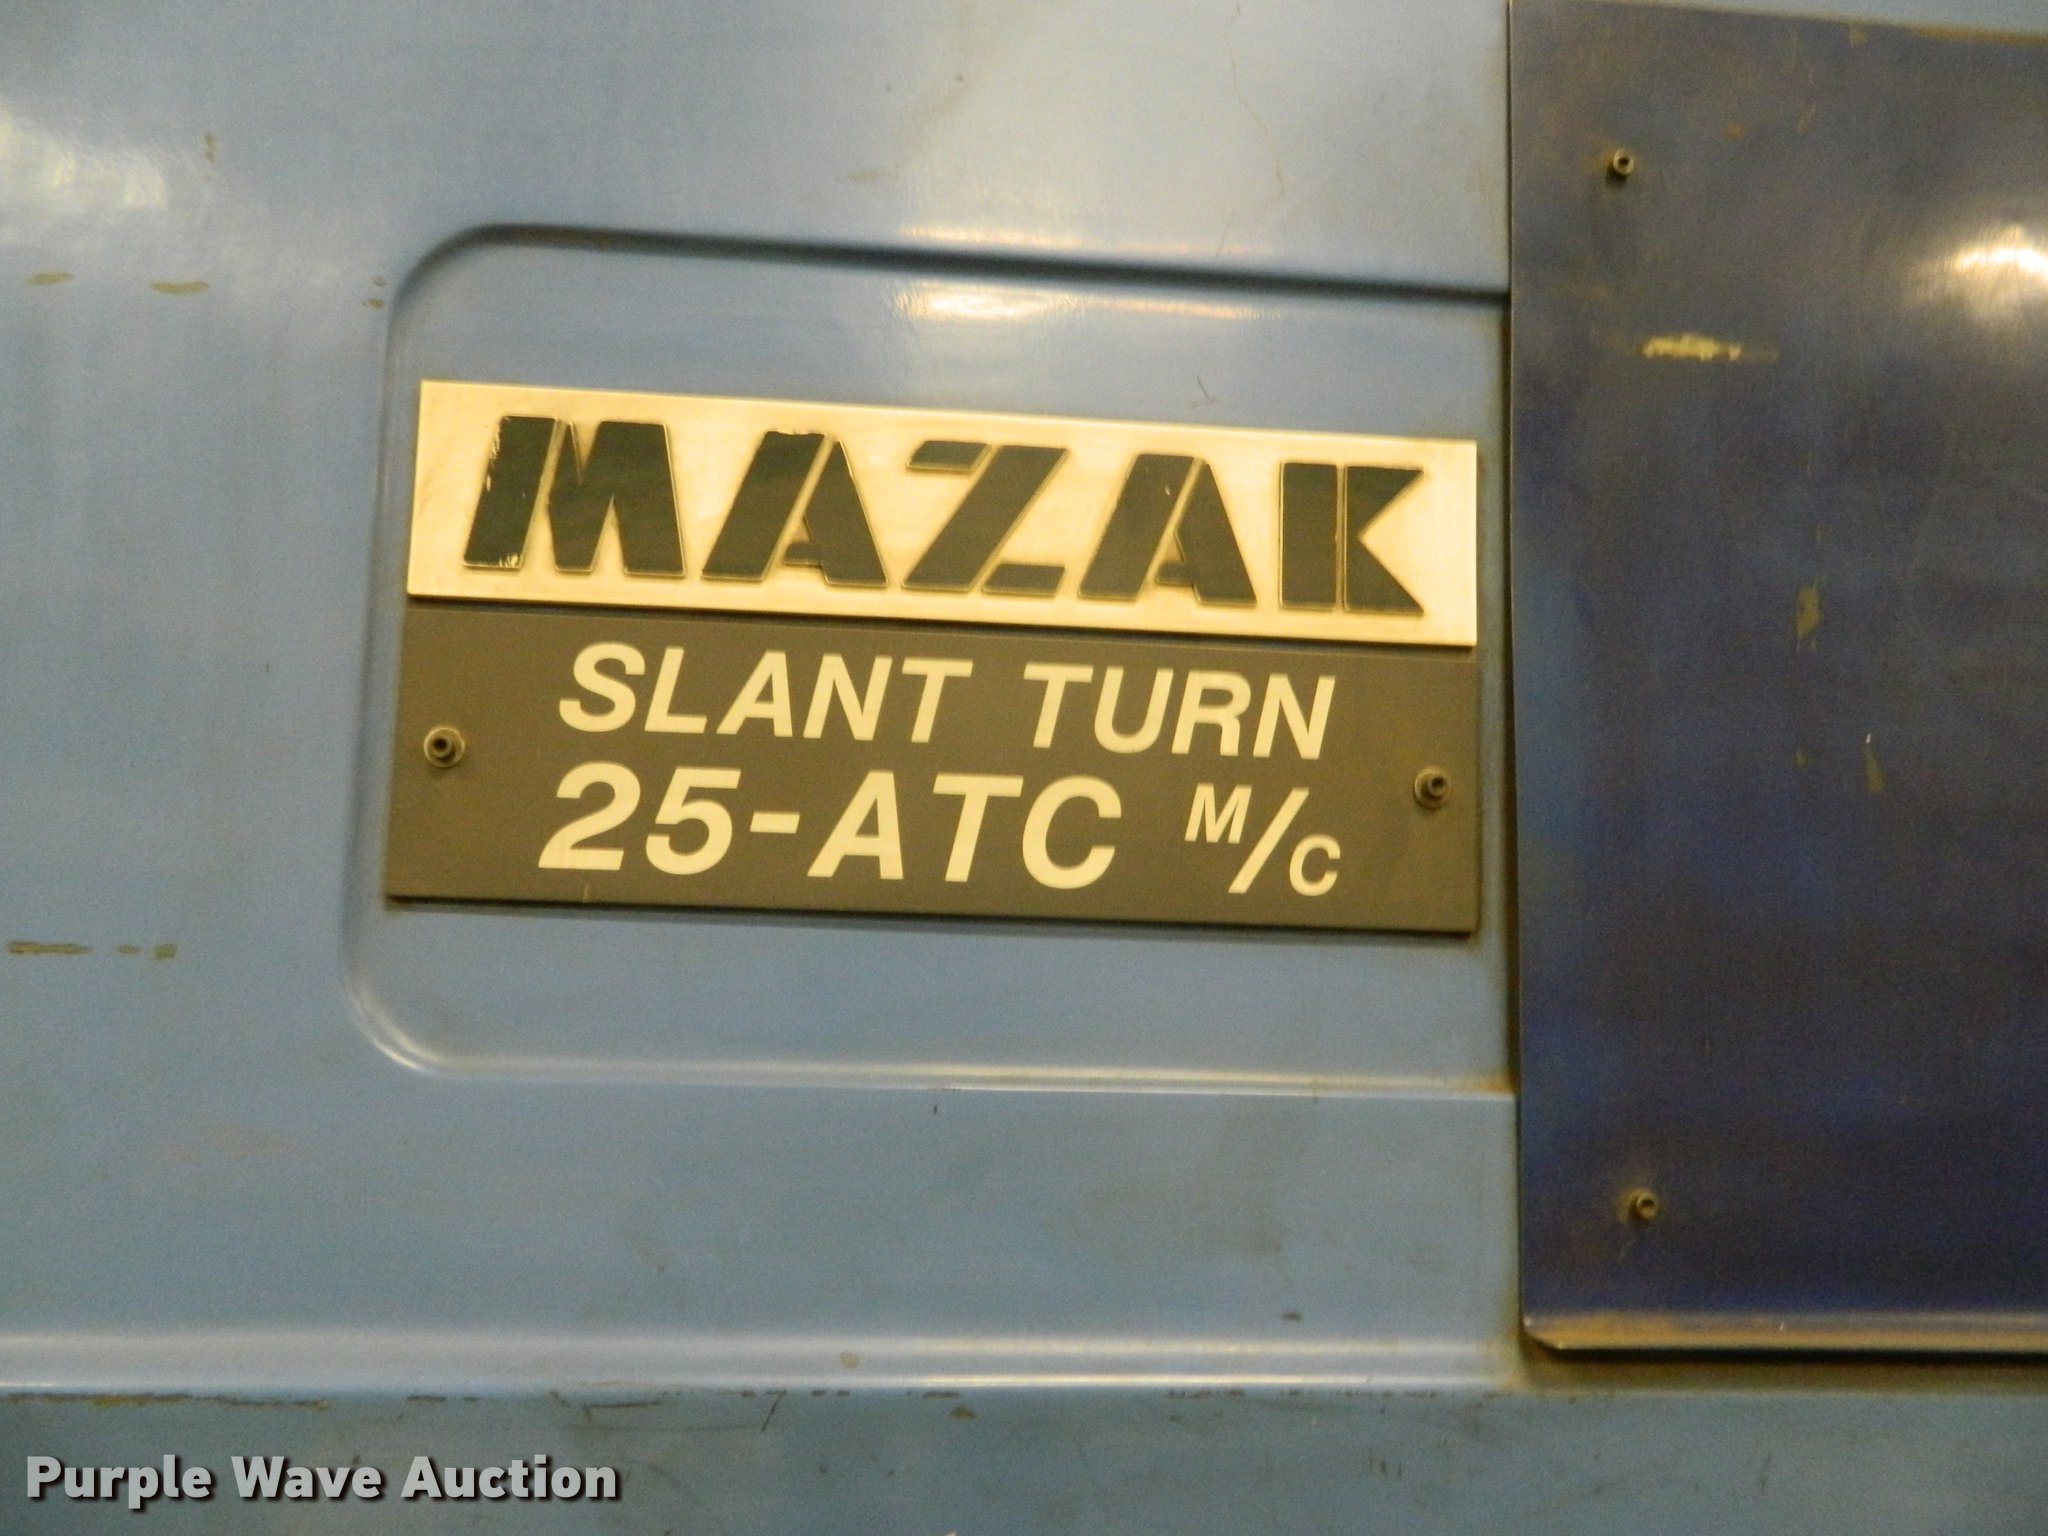 MAZAK
SLANT TURN
25-ATC M/C
Purple Wave Auction